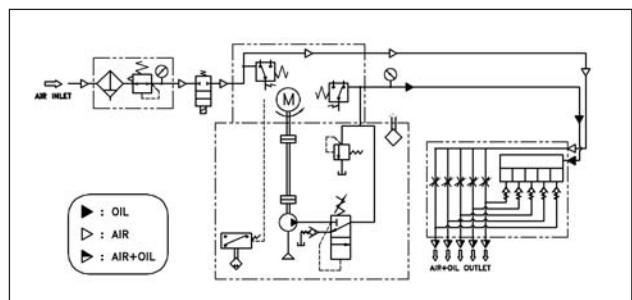 AIR INLET
M
: OIL
: AIR
: AIR+OIL
AIR+OIL OUTLET